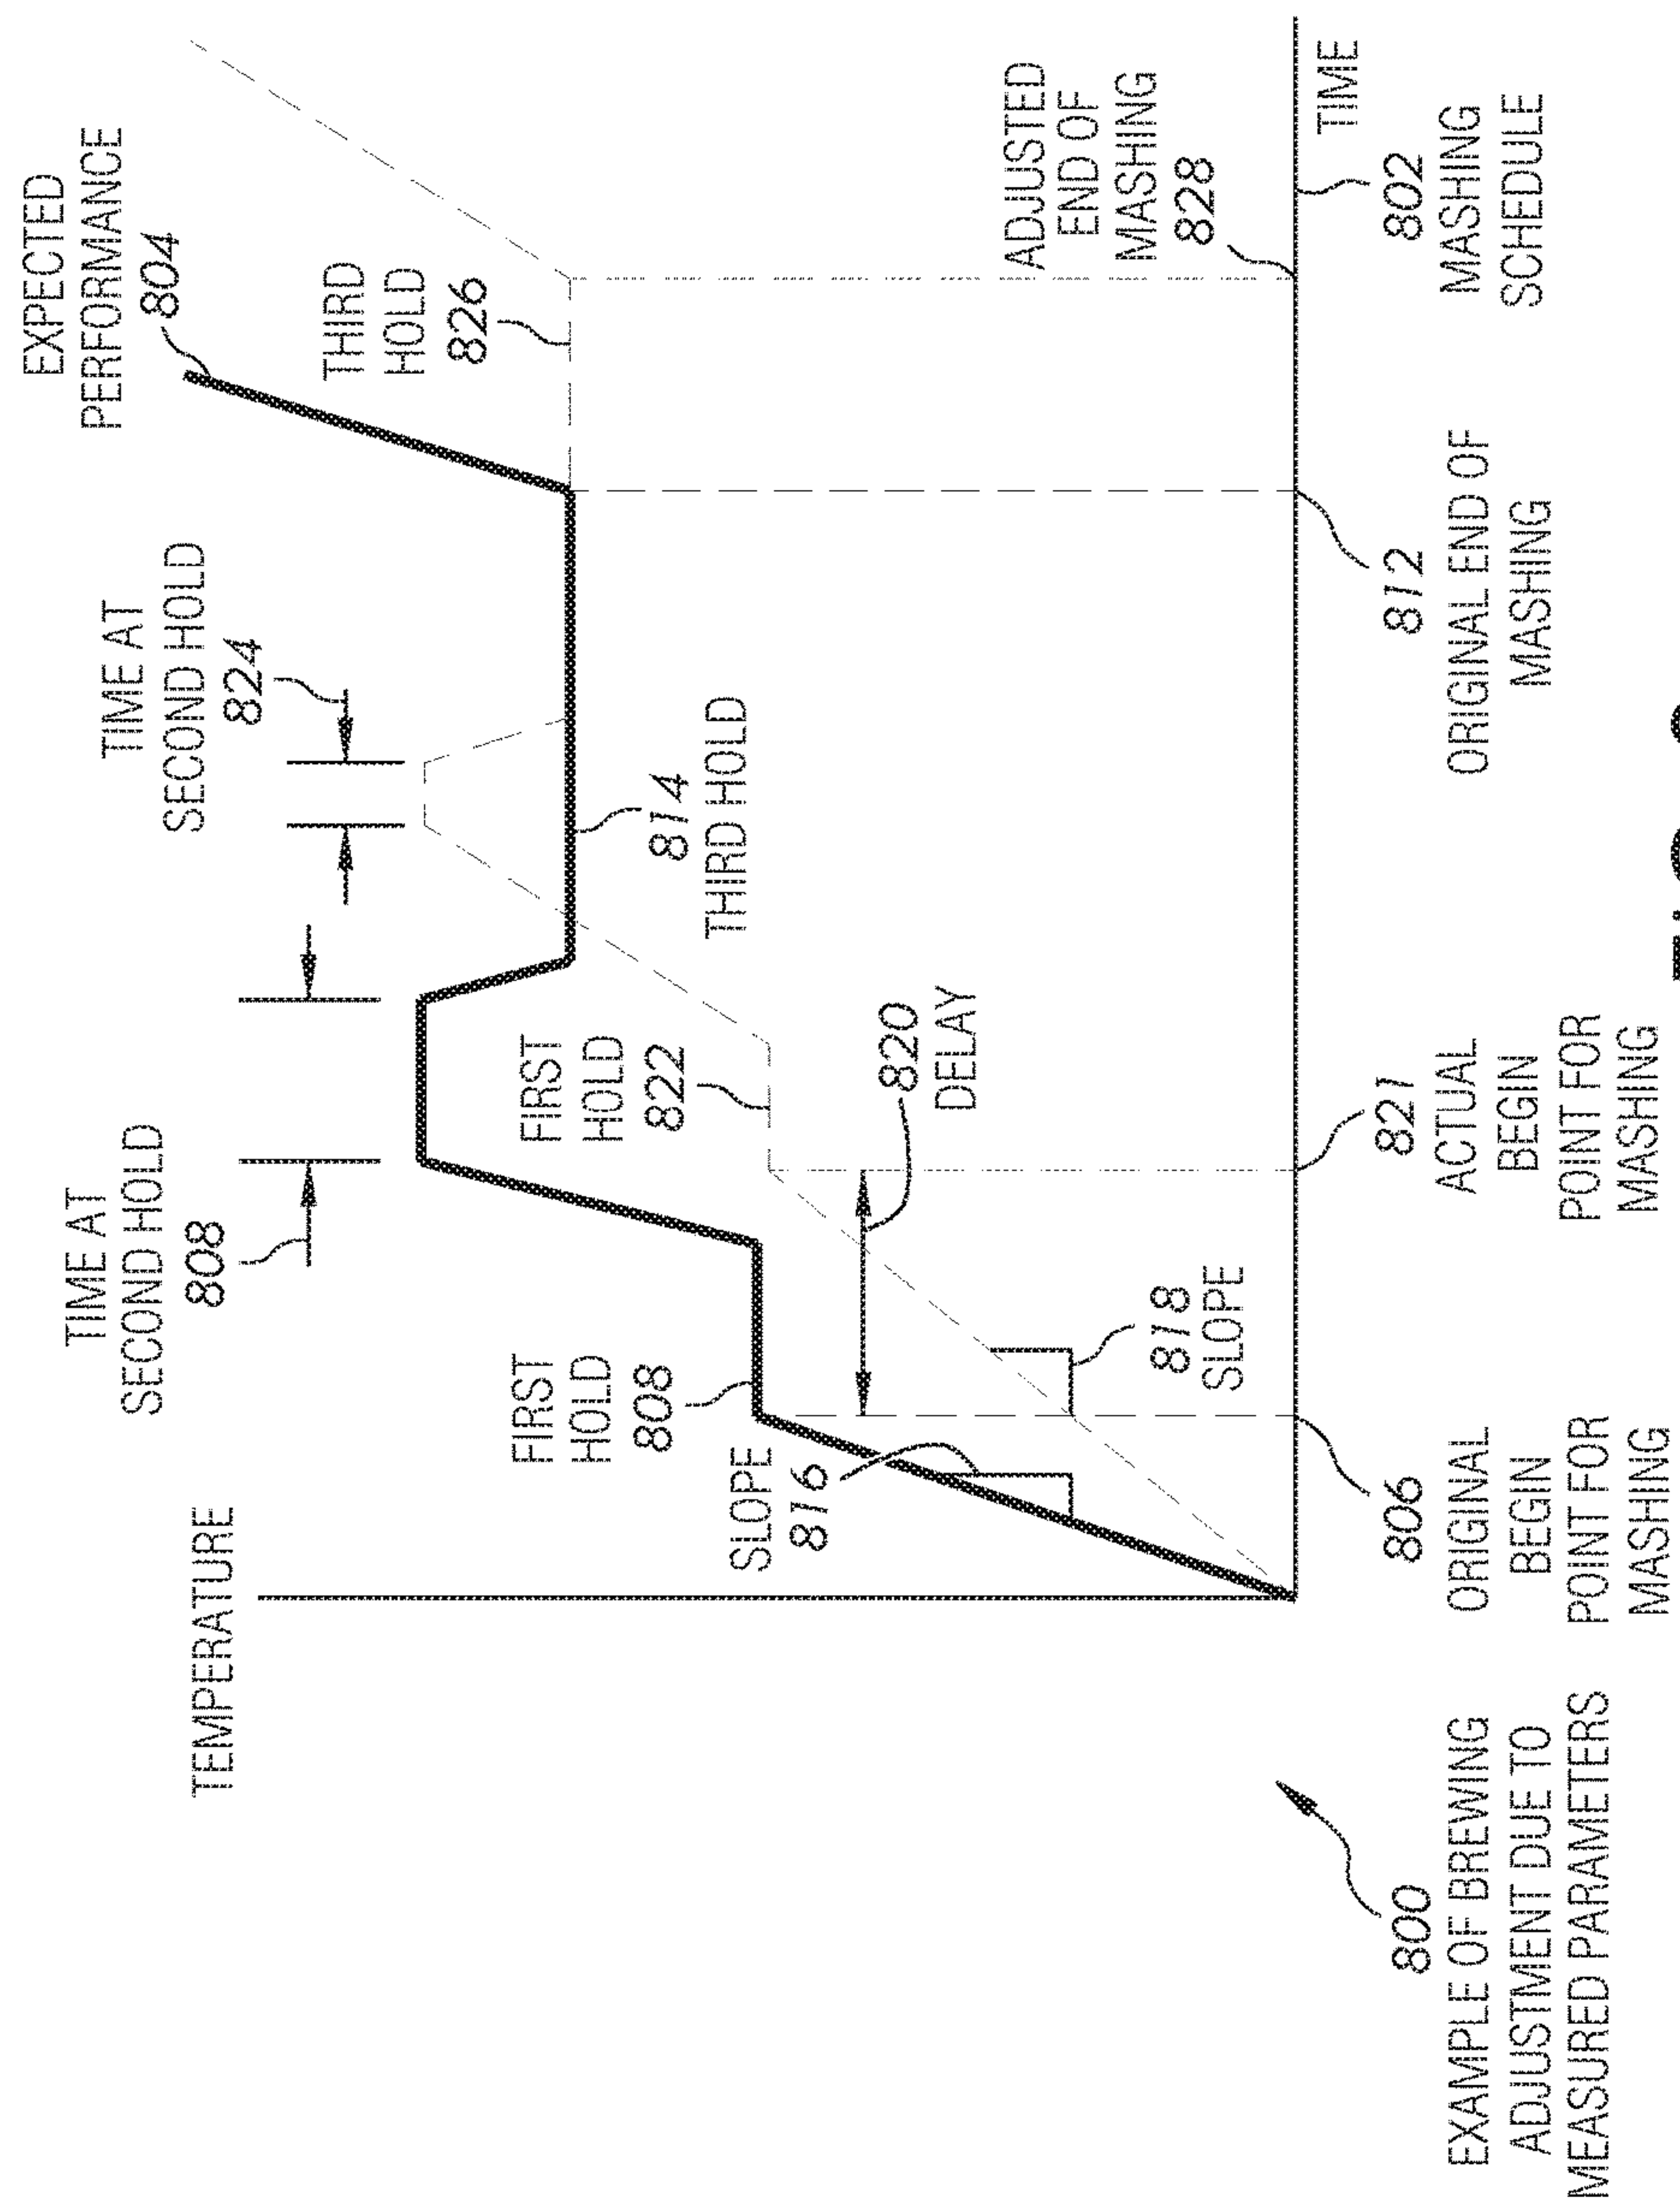 EXPECTED
PERFORMANCE
804
TIME AT
SECOND HOLD
824
TIME AT
SECOND HOLD
808
TEMPERATURE
THIRD
HOLD
826
FIRST
HOLD
822
FIRST
HOLD
808
814
THIRD HOLD
SLOPE
816
820
DELAY
818
SLOPE
ADJUSTED
END OF
MASHING
828
TIME
802
MASHING
SCHEDULE
812
ORIGINAL END OF
MASHING
821
ACTUAL
BEGIN
POINT FOR
MASHING
806
ORIGINAL
BEGIN
POINT FOR
MASHING
800
EXAMPLE OF BREWING
ADJUSTMENT DUE TO
MEASURED PARAMETERS